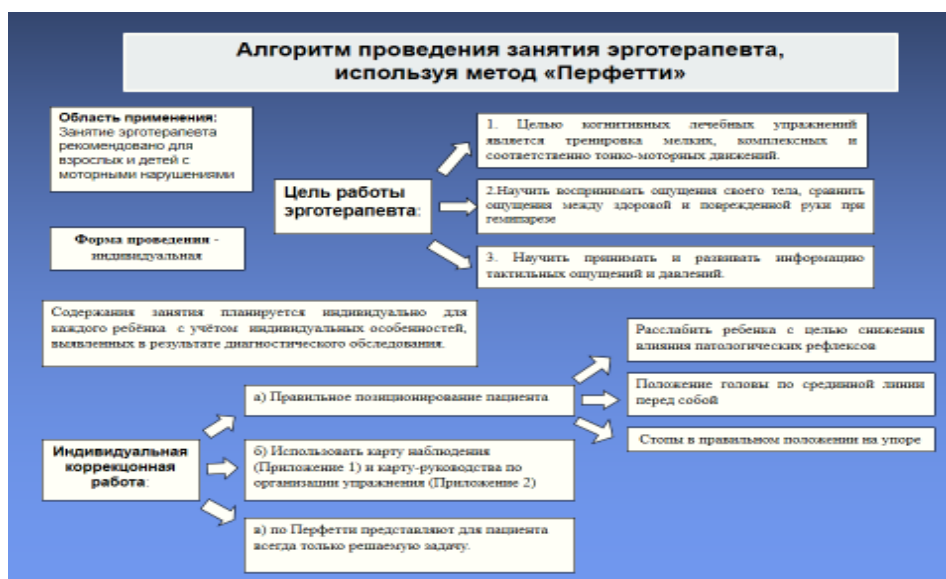 Алгоритм проведения занятия эрготерапевта,
используя метод «Перфетти»
Область применения:
Занятие эрготерапевта
рекомендовано для
взрослых и детей с
моторными нарушениями
Форма проведения -
индивидуальная
Цель работы
эрготерапевта:
1. Целью когнитивных лечебных упражнений
является тренировка мелких, комплексных и
соответственно тонко-моторных движений.
2.Научить воспринимать ощущения своего тела, сравнить
ощущения между здоровой и поврежденной руки при
гемипарезе
3. Научить принимать и развивать информацию
тактильных ощущений и давлений.
Содержания занятия планируется индивидуально для
каждого ребёнка с учётом индивидуальных особенностей,
выявленных в результате диагностического обследования.
Индивидуальная
коррекцонная
работа:
а) Правильное позиционирование пациента
Расслабить ребенка с целью снижения
влияния патологических рефлексов
Положение головы по срединной линии
перед собой
Стопы в правильном положении на упоре
б) Использовать карту наблюдения
(Приложение 1) и карту-руководства по
организации упражнения (Приложение 2)
в) по Перфетти представляют для пациента
всегда только решаемую задачу.